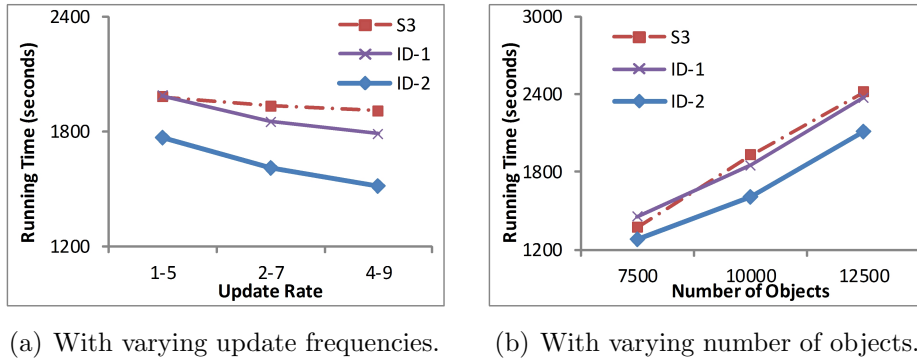 2400
1800
1200
Running Time (seconds)
S3
ID-1
ID-2
1-5
2-7
4-9
Update Rate
3000
2400
1800
1200
Running Time (seconds)
S3
ID-1
ID-2
7500
10000
12500
Number of Objects
(a) With varying update frequencies.
(b) With varying number of objects.